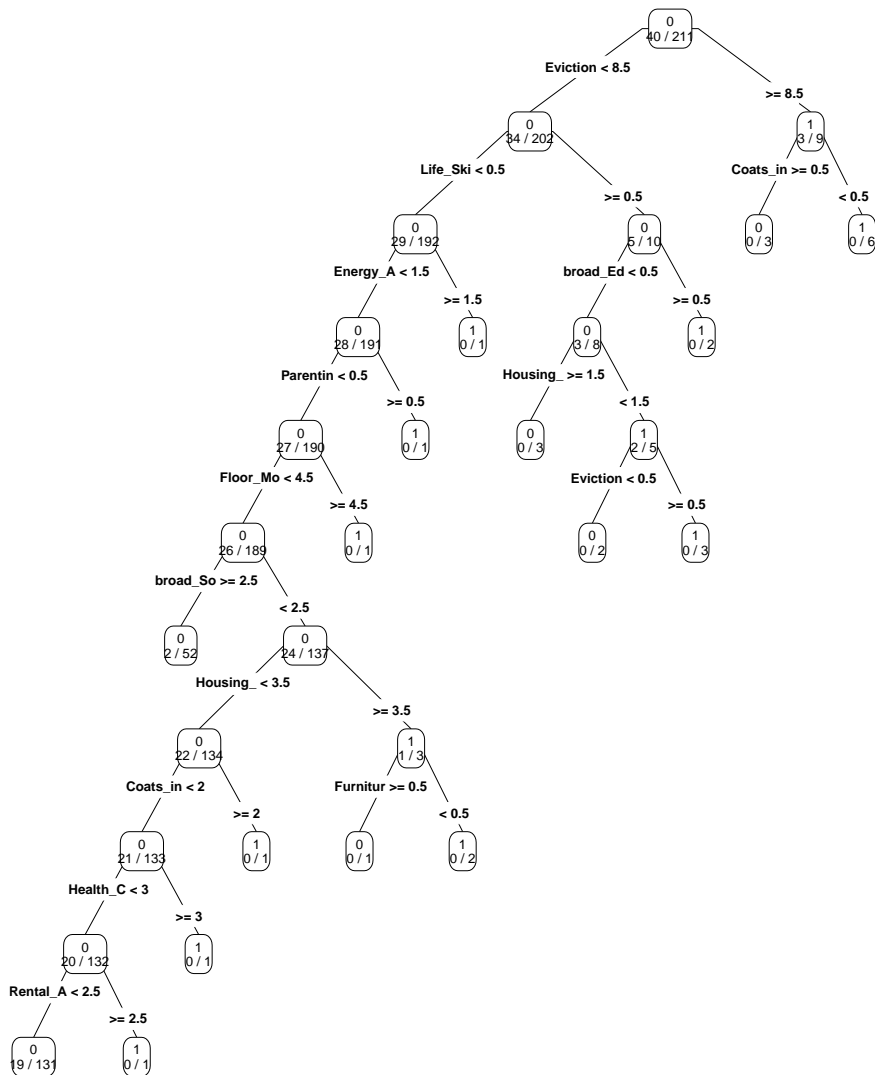 0
40 / 211
Eviction < 8.5
>= 8.5
0
34 / 202
1
3 / 9
Life_Ski < 0.5
>= 0.5
Coats_in >= 0.5
< 0.5
0
29 / 192
0
5 / 10
0
0 / 3
1
0 / 6
Energy_A < 1.5
>= 1.5
broad_Ed < 0.5
>= 0.5
0
28 / 191
1
0 / 1
0
3 / 8
1
0 / 2
Parentin < 0.5
>= 0.5
Housing_ >= 1.5
< 1.5
0
27 / 190
1
0 / 1
0
0 / 3
1
2 / 5
Floor_Mo < 4.5
>= 4.5
Eviction < 0.5
>= 0.5
0
26 / 189
1
0 / 1
0
0 / 2
1
0 / 3
broad_So >= 2.5
< 2.5
0
2 / 52
0
24 / 137
Housing_ < 3.5
>= 3.5
0
22 / 134
1
1 / 3
Coats_in < 2
>= 2
Furnitur >= 0.5
< 0.5
0
21 / 133
1
0 / 1
0
0 / 1
1
0 / 2
Health_C < 3
>= 3
0
20 / 132
1
0 / 1
Rental_A < 2.5
>= 2.5
0
19 / 131
1
0 / 1